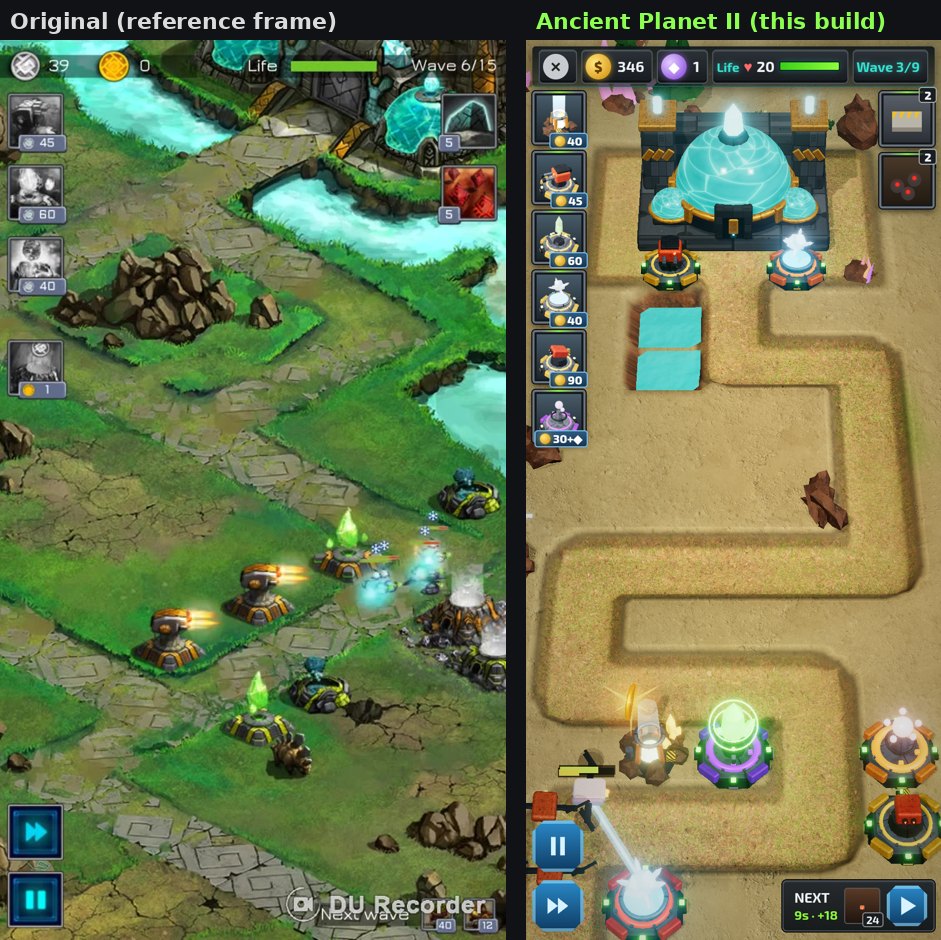 Original (reference frame)
39
0
Life
Wave 6/15
45
5
60
5
40
1
DU Recorder
Next wave
40
12
Ancient Planet II (this build)
$ 346
1
Life ♥ 20
Wave 3/9
40
2
45
2
60
40
90
30+◆
NEXT
9s · +18
24